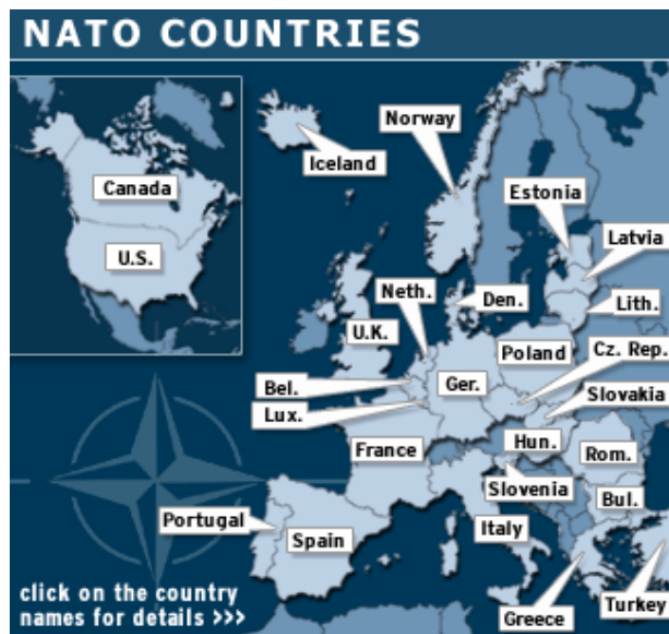 NATO COUNTRIES
Norway
Iceland
Canada
Estonia
Latvia
U.S.
Neth.
Den.
Lith.
U.K.
Poland
Cz. Rep.
Bel.
Ger.
Slovakia
Lux.
Hun.
France
Rom.
Slovenia
Bul.
Portugal
Spain
Italy
click on the country
names for details >>>
Greece
Turkey